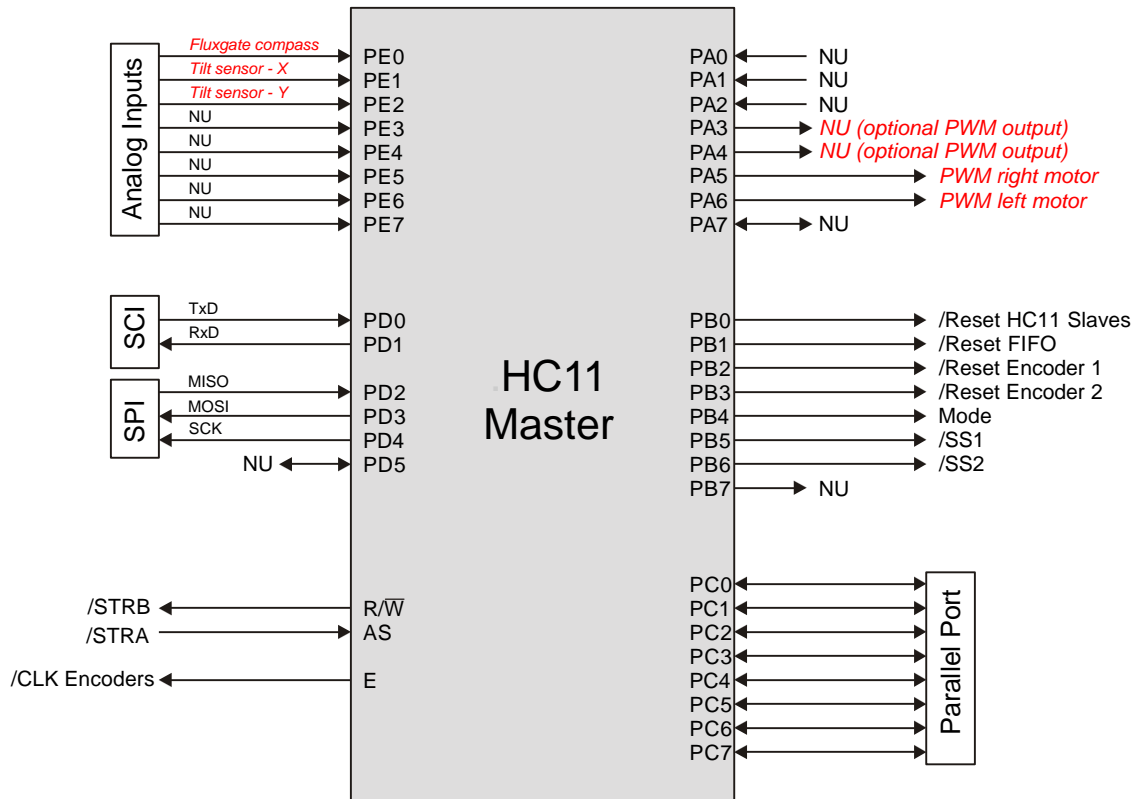 Analog Inputs
Fluxgate compass
PE0
Tilt sensor - X
PE1
Tilt sensor - Y
PE2
NU
PE3
NU
PE4
NU
PE5
NU
PE6
NU
PE7
SCI
TxD
PD0
RxD
PD1
SPI
MISO
PD2
MOSI
PD3
SCK
PD4
NU
PD5
/STRB
R/W̅
/STRA
AS
/CLK Encoders
E
HC11
Master
PA0
NU
PA1
NU
PA2
NU
PA3
NU (optional PWM output)
PA4
NU (optional PWM output)
PA5
PWM right motor
PA6
PWM left motor
PA7
NU
PB0
/Reset HC11 Slaves
PB1
/Reset FIFO
PB2
/Reset Encoder 1
PB3
/Reset Encoder 2
PB4
Mode
PB5
/SS1
PB6
/SS2
PB7
NU
PC0
PC1
PC2
PC3
PC4
PC5
PC6
PC7
Parallel Port